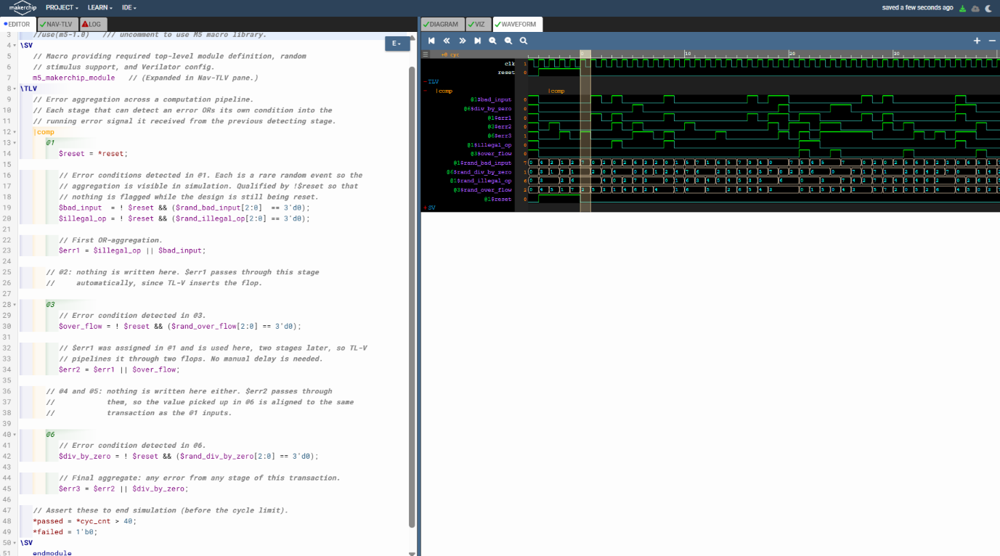 makerchip PROJECT LEARN IDE saved a few seconds ago
EDITOR NAV-TLV LOG DIAGRAM VIZ WAVEFORM
3 //use(m5-1.0) /// uncomment to use M5 macro library.
4 \SV
5 // Macro providing required top-level module definition, random
6 // stimulus support, and Verilator config.
7 m5_makerchip_module // (Expanded in Nav-TLV pane.)
8 \TLV
9 // Error aggregation across a computation pipeline.
10 // Each stage that can detect an error ORs its own condition into the
11 // running error signal it received from the previous detecting stage.
12 |comp
13 @1
14 $reset = *reset;
15
16 // Error conditions detected in @1. Each is a rare random event so the
17 // aggregation is visible in simulation. Qualified by !$reset so that
18 // nothing is flagged while the design is still being reset.
19 $bad_input = ! $reset && ($rand_bad_input[2:0] == 3'd0);
20 $illegal_op = ! $reset && ($rand_illegal_op[2:0] == 3'd0);
21
22 // First OR-aggregation.
23 $err1 = $illegal_op || $bad_input;
24
25 // @2: nothing is written here. $err1 passes through this stage
26 // automatically, since TL-V inserts the flop.
27
28 @3
29 // Error condition detected in @3.
30 $over_flow = ! $reset && ($rand_over_flow[2:0] == 3'd0);
31
32 // $err1 was assigned in @1 and is used here, two stages later, so TL-V
33 // pipelines it through two flops. No manual delay is needed.
34 $err2 = $err1 || $over_flow;
35
36 // @4 and @5: nothing is written here either. $err2 passes through
37 // them, so the value picked up in @6 is aligned to the same
38 // transaction as the @1 inputs.
39
40 @6
41 // Error condition detected in @6.
42 $div_by_zero = ! $reset && ($rand_div_by_zero[2:0] == 3'd0);
43
44 // Final aggregate: any error from any stage of this transaction.
45 $err3 = $err2 || $div_by_zero;
46
47 // Assert these to end simulation (before the cycle limit).
48 *passed = *cyc_cnt > 40;
49 *failed = 1'b0;
50 \SV
51 endmodule
E
+0 cyc 0 10 20 30
clk 1
reset 0
TLV
|comp |comp
@1$bad_input 0
@6$div_by_zero 0
@1$err1 0
@3$err2 0
@6$err3 1
@1$illegal_op 0
@3$over_flow 0
@1$rand_bad_input 7
@6$rand_div_by_zero 1
@1$rand_illegal_op 6
@3$rand_over_flow 2
@1$reset 0
SV